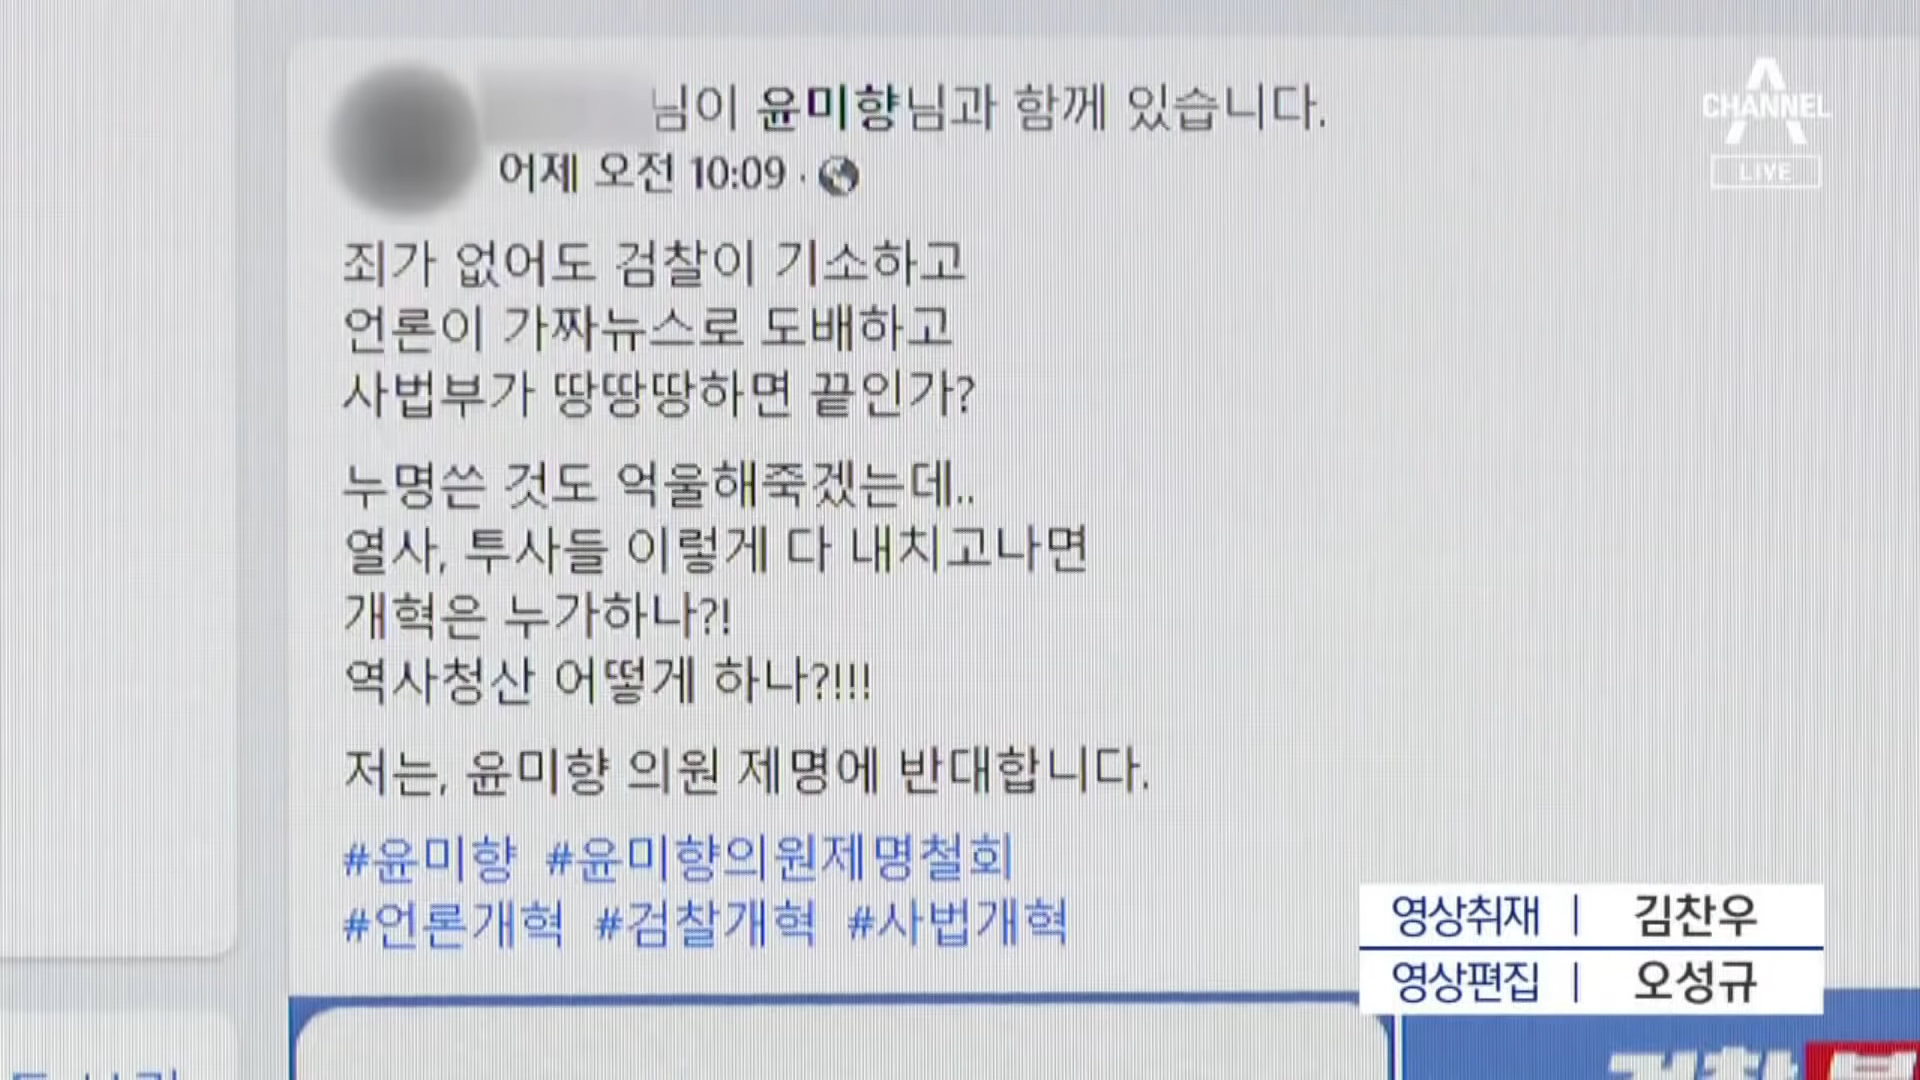 님이 윤미향님과 함께 있습니다.
CHANNEL A
LIVE
어제 오전 10:09 ·
죄가 없어도 검찰이 기소하고
언론이 가짜뉴스로 도배하고
사법부가 땅땅땅하면 끝인가?
누명쓴 것도 억울해죽겠는데..
열사, 투사들 이렇게 다 내치고나면
개혁은 누가하나?!
역사청산 어떻게 하나?!!!
저는, 윤미향 의원 제명에 반대합니다.
#윤미향 #윤미향의원제명철회
#언론개혁 #검찰개혁 #사법개혁
영상취재 | 김찬우
영상편집 | 오성규